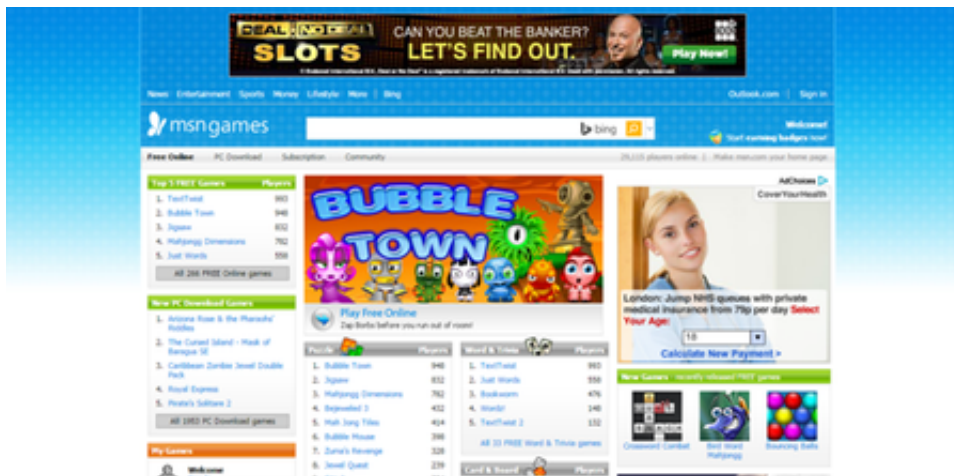 DEAL NO DEAL
SLOTS
CAN YOU BEAT THE BANKER?
LET'S FIND OUT.
Play Now!
News Entertainment Sports Money Lifestyle More | Bing
Outlook.com | Sign in
msn games
bing
Welcome!
Start earning badges now!
Free Online PC Download Subscription Community
29,115 players online | Make msn.com your home page
Top 5 FREE Games Players
1. TextTwist 993
2. Bubble Town 948
3. Jigsaw 832
4. Mahjongg Dimensions 782
5. Just Words 550
All 266 FREE Online games
New PC Download Games
1. Arizona Rose & the Pharaohs' Riddles
2. The Cursed Island - Mask of Baragus SE
3. Caribbean Zombie Jewel Double Pack
4. Royal Express
5. Pirate's Solitaire 2
All 1953 PC Download games
My Games
Welcome
BUBBLE
TOWN
Play Free Online
Zap Borbs before you run out of room!
Puzzle Players
1. Bubble Town 948
2. Jigsaw 832
3. Mahjongg Dimensions 782
4. Bejeweled 3 432
5. Mah Jong Tiles 414
6. Bubble Mouse 398
7. Zuma's Revenge 328
8. Jewel Quest 239
Word & Trivia Players
1. TextTwist 993
2. Just Words 550
3. Bookworm 476
4. Wordz! 148
5. TextTwist 2 132
All 33 FREE Word & Trivia games
Card & Board Players
AdChoices
CoverYourHealth
London: Jump NHS queues with private
medical insurance from 79p per day Select
Your Age:
18
Calculate New Payment >
New Games - recently released FREE games
Crossword Combat
Bird Word Mahjongg
Bouncing Balls